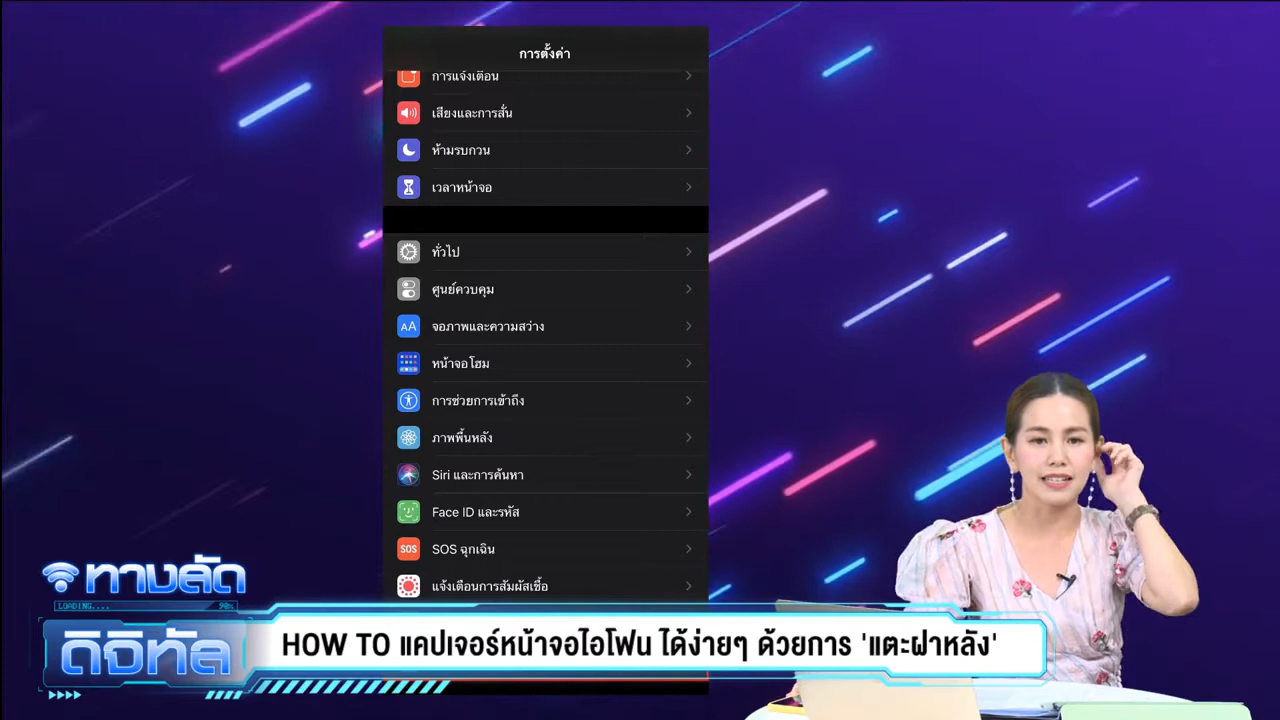 การตั้งค่า
การแจ้งเตือน
เสียงและการสั่น
ห้ามรบกวน
เวลาหน้าจอ
ทั่วไป
ศูนย์ควบคุม
AA จอภาพและความสว่าง
หน้าจอโฮม
การช่วยการเข้าถึง
ภาพพื้นหลัง
Siri และการค้นหา
Face ID และรหัส
SOS SOS ฉุกเฉิน
แจ้งเตือนการสัมผัสเชื้อ
ทางลัด
LOADING.... 90%
ดิจิทัล
HOW TO แคปเจอร์หน้าจอไอโฟน ได้ง่ายๆ ด้วยการ 'แตะฝาหลัง'